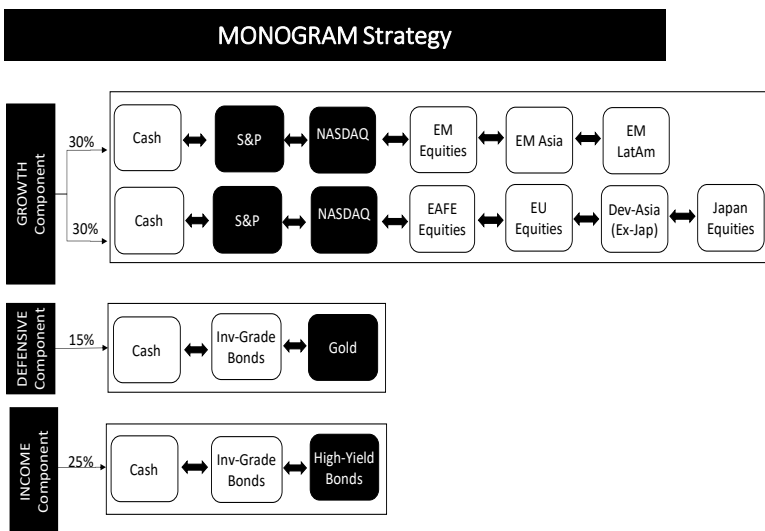 MONOGRAM Strategy
GROWTH
Component
30%
Cash
S&P
NASDAQ
EM
Equities
EM Asia
EM
LatAm
30%
Cash
S&P
NASDAQ
EAFE
Equities
EU
Equities
Dev-Asia
(Ex-Jap)
Japan
Equities
DEFENSIVE
Component
15%
Cash
Inv-Grade
Bonds
Gold
INCOME
Component
25%
Cash
Inv-Grade
Bonds
High-Yield
Bonds